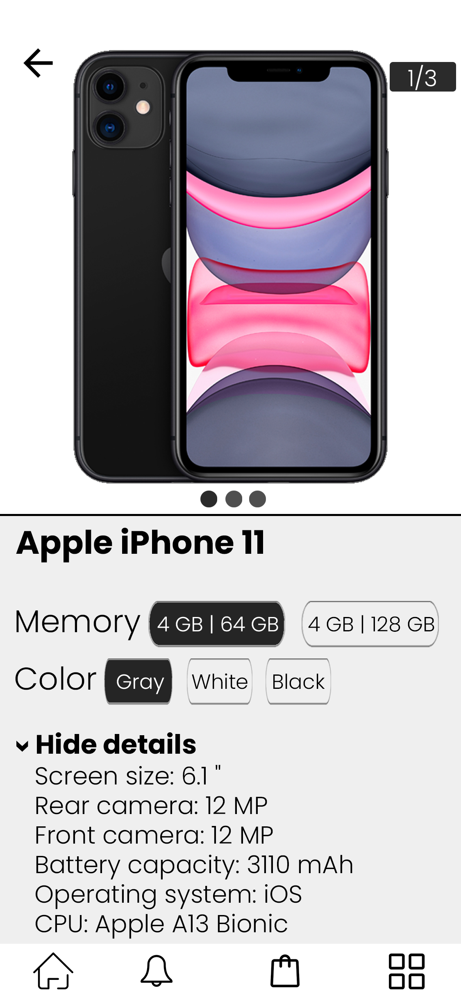 1/3
Apple iPhone 11
Memory 4 GB | 64 GB 4 GB | 128 GB
Color Gray White Black
Hide details
Screen size: 6.1 "
Rear camera: 12 MP
Front camera: 12 MP
Battery capacity: 3110 mAh
Operating system: iOS
CPU: Apple A13 Bionic